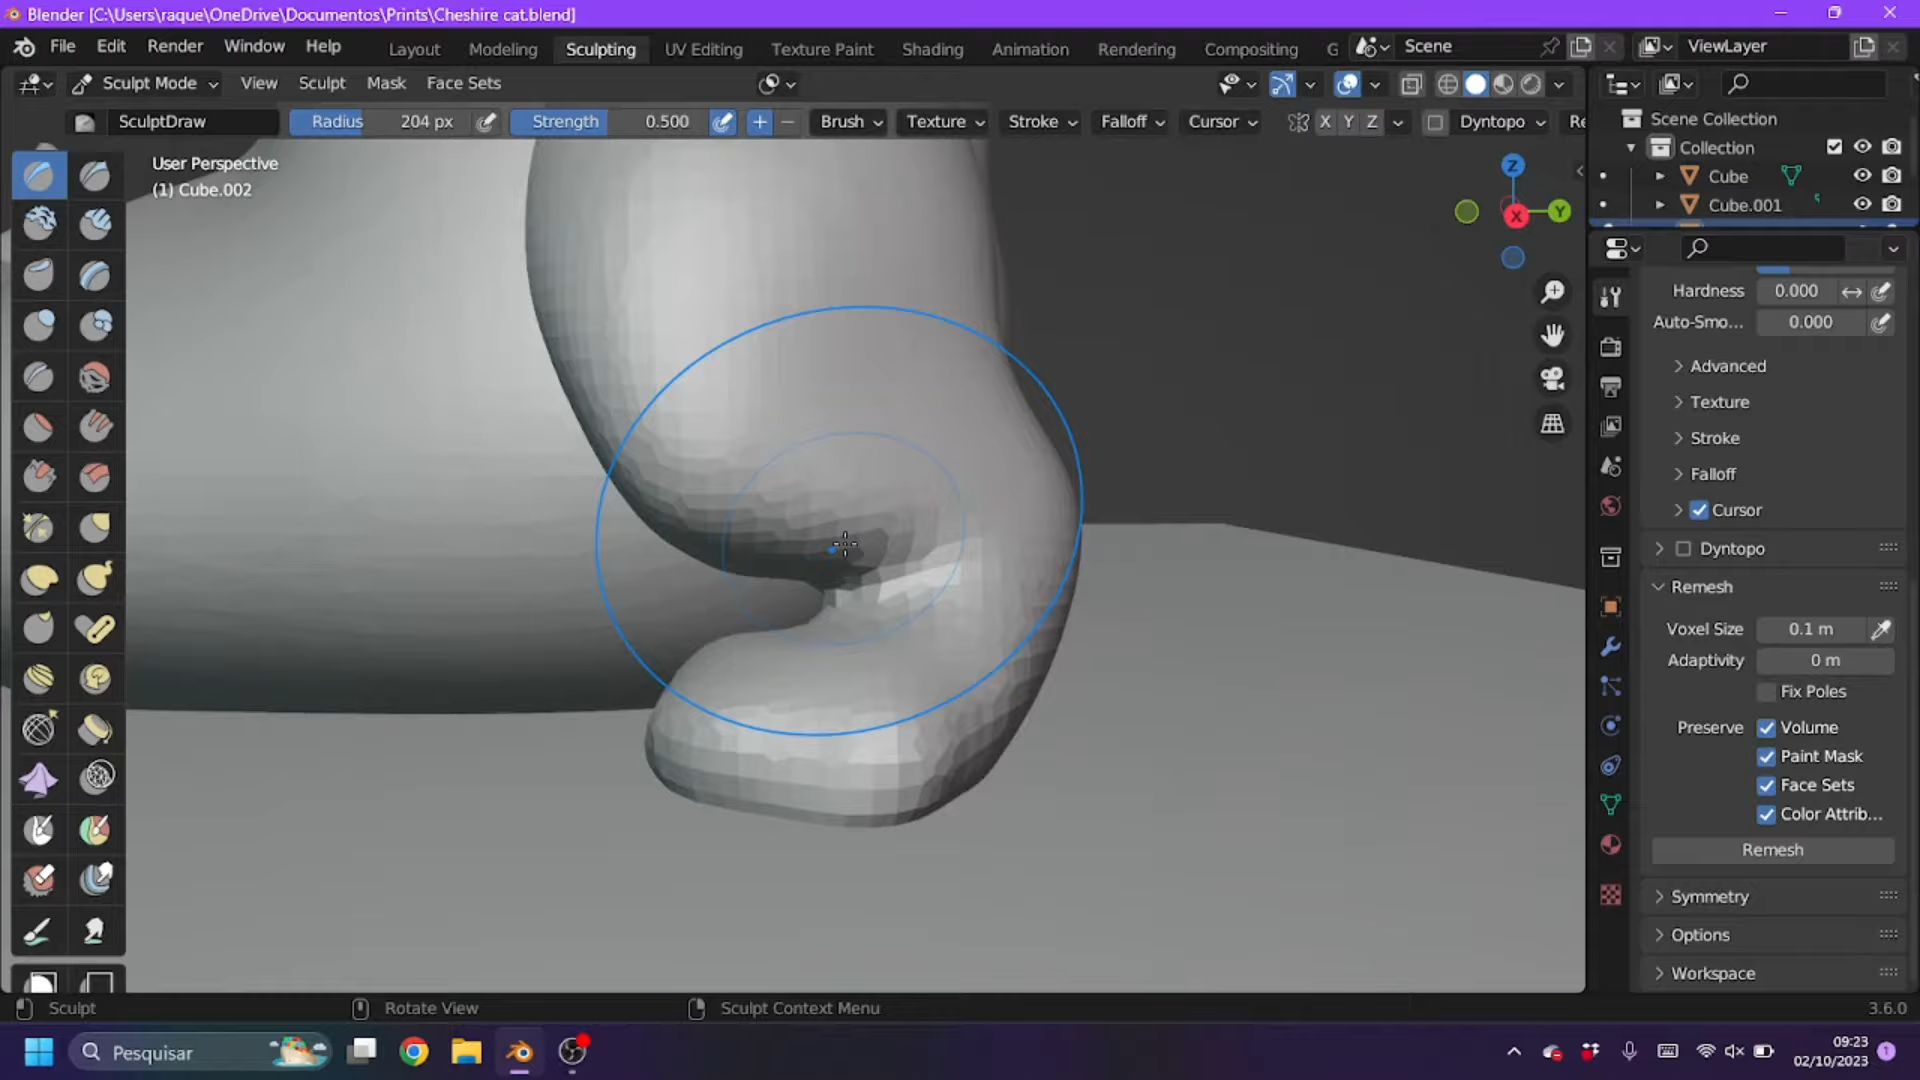 Blender [C:\Users\raque\OneDrive\Documentos\Prints\Cheshire cat.blend]
File Edit Render Window Help Layout Modeling Sculpting UV Editing Texture Paint Shading Animation Rendering Compositing G Scene ViewLayer
Sculpt Mode View Sculpt Mask Face Sets
SculptDraw Radius 204 px Strength 0.500 Brush Texture Stroke Falloff Cursor X Y Z Dyntopo Re
User Perspective
(1) Cube.002
Z
X
Y
Scene Collection
Collection
Cube
Cube.001
Hardness 0.000
Auto-Smo... 0.000
Advanced
Texture
Stroke
Falloff
Cursor
Dyntopo
Remesh
Voxel Size 0.1 m
Adaptivity 0 m
Fix Poles
Preserve Volume
Paint Mask
Face Sets
Color Attrib...
Remesh
Symmetry
Options
Workspace
Sculpt Rotate View Sculpt Context Menu 3.6.0
Pesquisar
09:23
02/10/2023
1